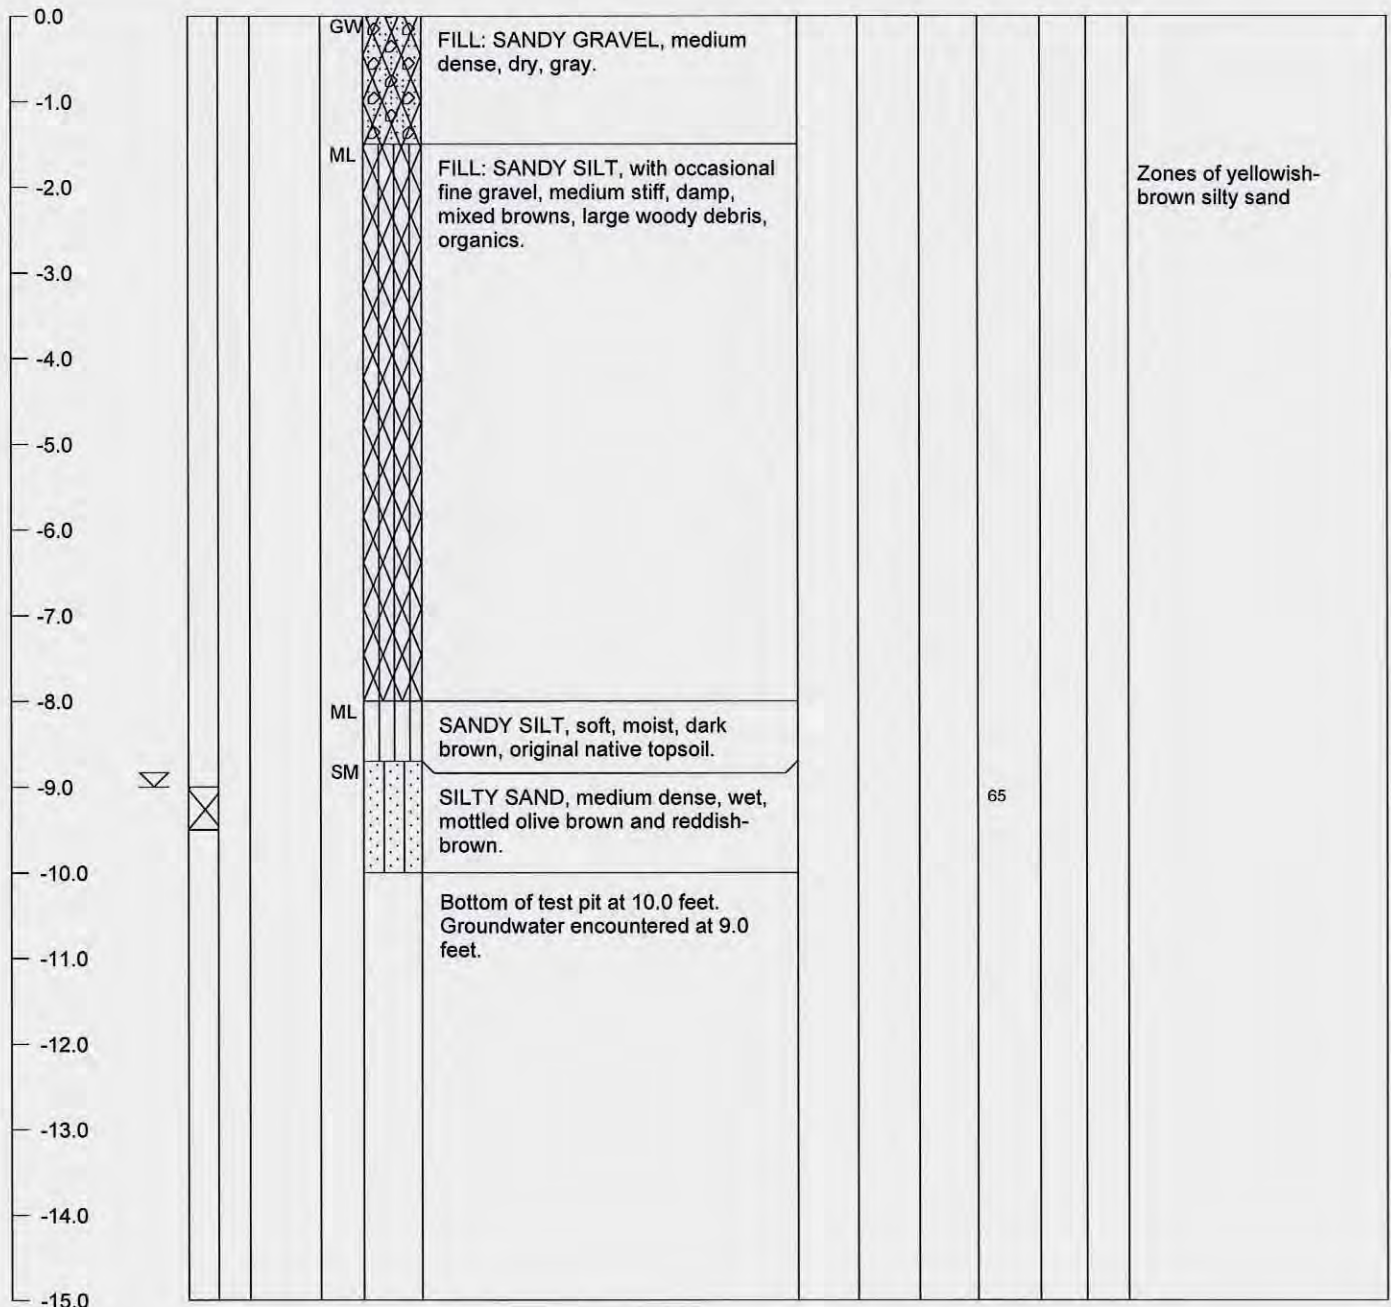 0.0
GW
FILL: SANDY GRAVEL, medium
dense, dry, gray.
-1.0
ML
FILL: SANDY SILT, with occasional
fine gravel, medium stiff, damp,
mixed browns, large woody debris,
organics.
Zones of yellowish-
brown silty sand
-2.0
-3.0
-4.0
-5.0
-6.0
-7.0
-8.0
ML
SANDY SILT, soft, moist, dark
brown, original native topsoil.
SM
-9.0
SILTY SAND, medium dense, wet,
mottled olive brown and reddish-
brown.
65
-10.0
Bottom of test pit at 10.0 feet.
Groundwater encountered at 9.0
feet.
-11.0
-12.0
-13.0
-14.0
-15.0